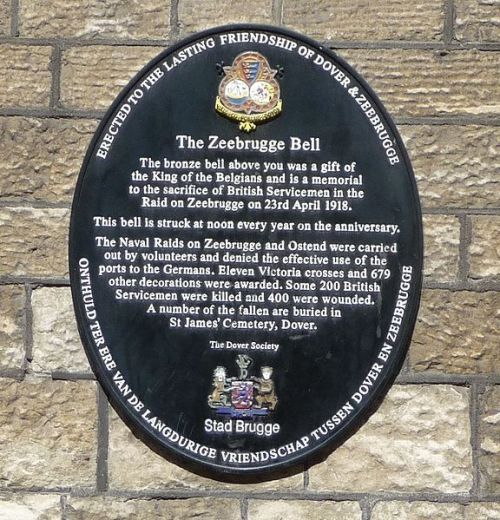 ERECTED TO THE LASTING FRIENDSHIP OF DOVER & ZEEBRUGGE
The Zeebrugge Bell
The bronze bell above you was a gift of
the King of the Belgians and is a memorial
to the sacrifice of British Servicemen in the
Raid on Zeebrugge on 23rd April 1918.
This bell is struck at noon every year on the anniversary.
The Naval Raids on Zeebrugge and Ostend were carried
out by volunteers and denied the effective use of the
ports to the Germans. Eleven Victoria crosses and 679
other decorations were awarded. Some 200 British
Servicemen were killed and 400 were wounded.
A number of the fallen are buried in
St James' Cemetery, Dover.
The Dover Society
Stad Brugge
ONTHULD TER ERE VAN DE LANGDURIGE VRIENDSCHAP TUSSEN DOVER EN ZEEBRUGGE